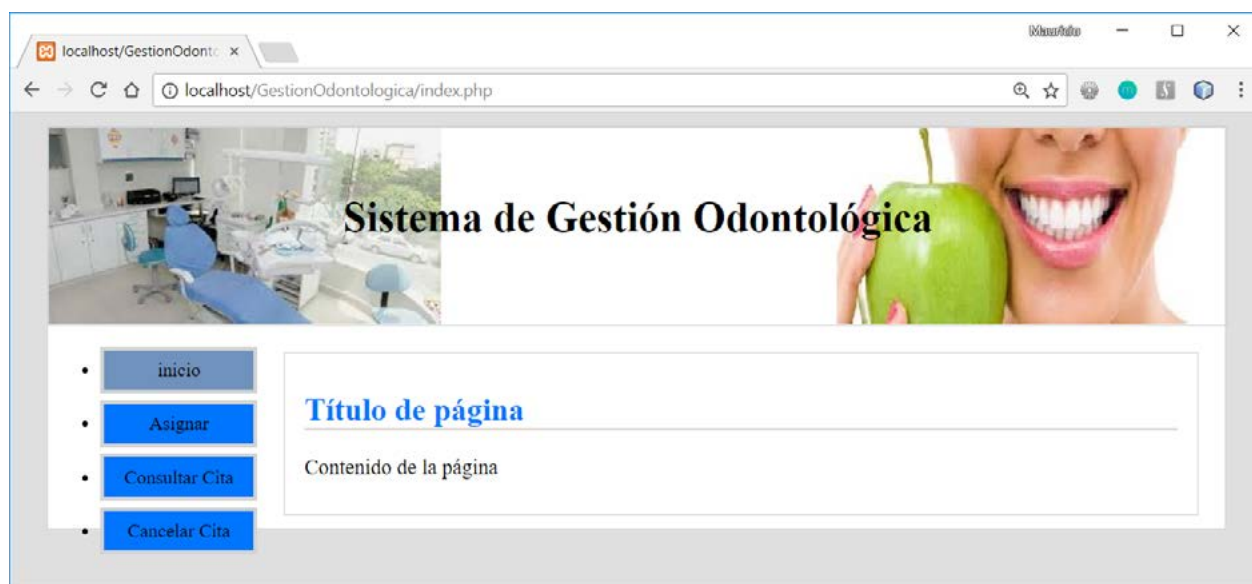 Mauricio
localhost/GestionOdonto
localhost/GestionOdontologica/index.php
Sistema de Gestión Odontológica
inicio
Asignar
Consultar Cita
Cancelar Cita
Título de página
Contenido de la página